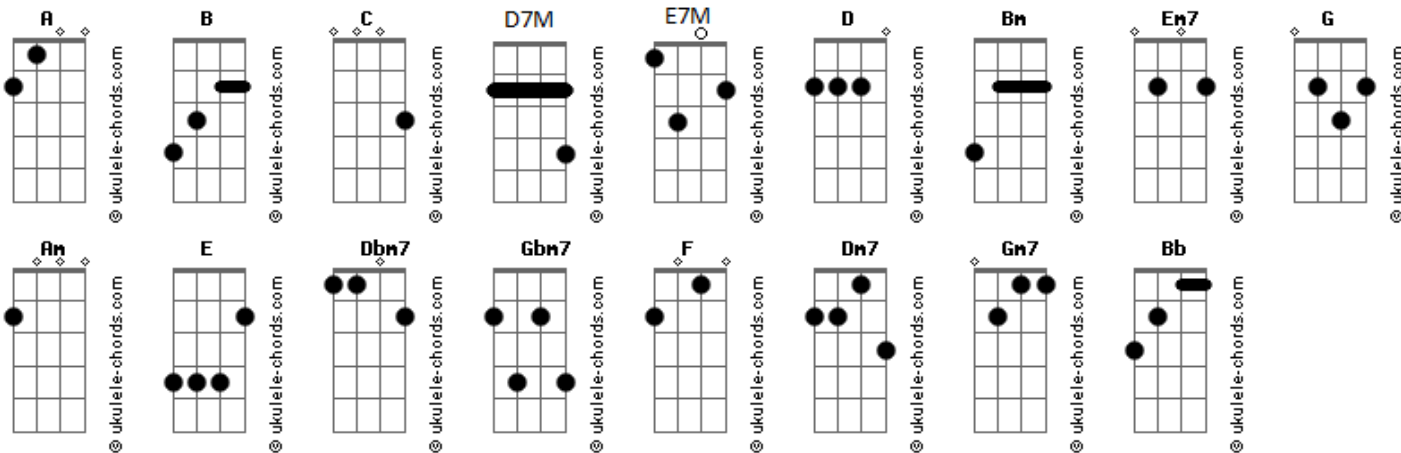 A B C D7M E7M D Bm Em7 G
© ukulele-chords.com © ukulele-chords.com © ukulele-chords.com © ukulele-chords.com © ukulele-chords.com © ukulele-chords.com © ukulele-chords.com © ukulele-chords.com © ukulele-chords.com
Am E Dbm7 Gbm7 F Dm7 Gm7 Bb
© ukulele-chords.com © ukulele-chords.com © ukulele-chords.com © ukulele-chords.com © ukulele-chords.com © ukulele-chords.com © ukulele-chords.com © ukulele-chords.com